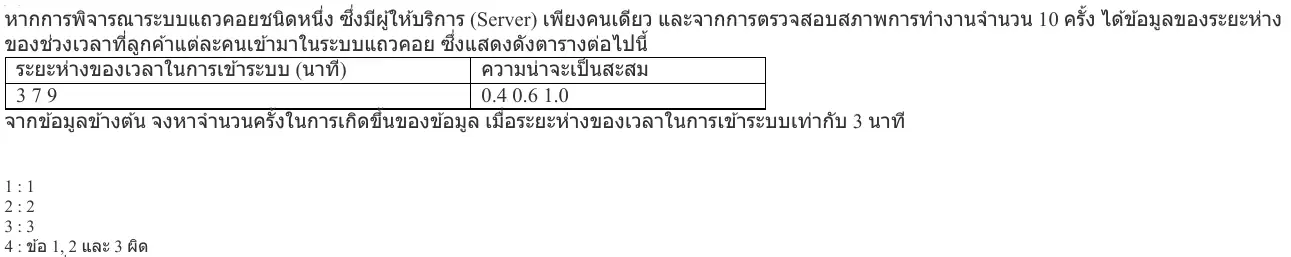 หากการพิจารณาระบบแถวคอยชนิดหนึ่ง ซึ่งมีผู้ให้บริการ (Server) เพียงคนเดียว และจากการตรวจสอบสภาพการทำงานจำนวน 10 ครั้ง ได้ข้อมูลของระยะห่าง
ของช่วงเวลาที่ลูกค้าแต่ละคนเข้ามาในระบบแถวคอย ซึ่งแสดงดังตารางต่อไปนี้
ระยะห่างของเวลาในการเข้าระบบ (นาที) ความน่าจะเป็นสะสม
3 7 9 0.4 0.6 1.0
จากข้อมูลข้างต้น จงหาจำนวนครั้งในการเกิดขึ้นของข้อมูล เมื่อระยะห่างของเวลาในการเข้าระบบเท่ากับ 3 นาที
1 : 1
2 : 2
3 : 3
4 : ข้อ 1, 2 และ 3 ผิด